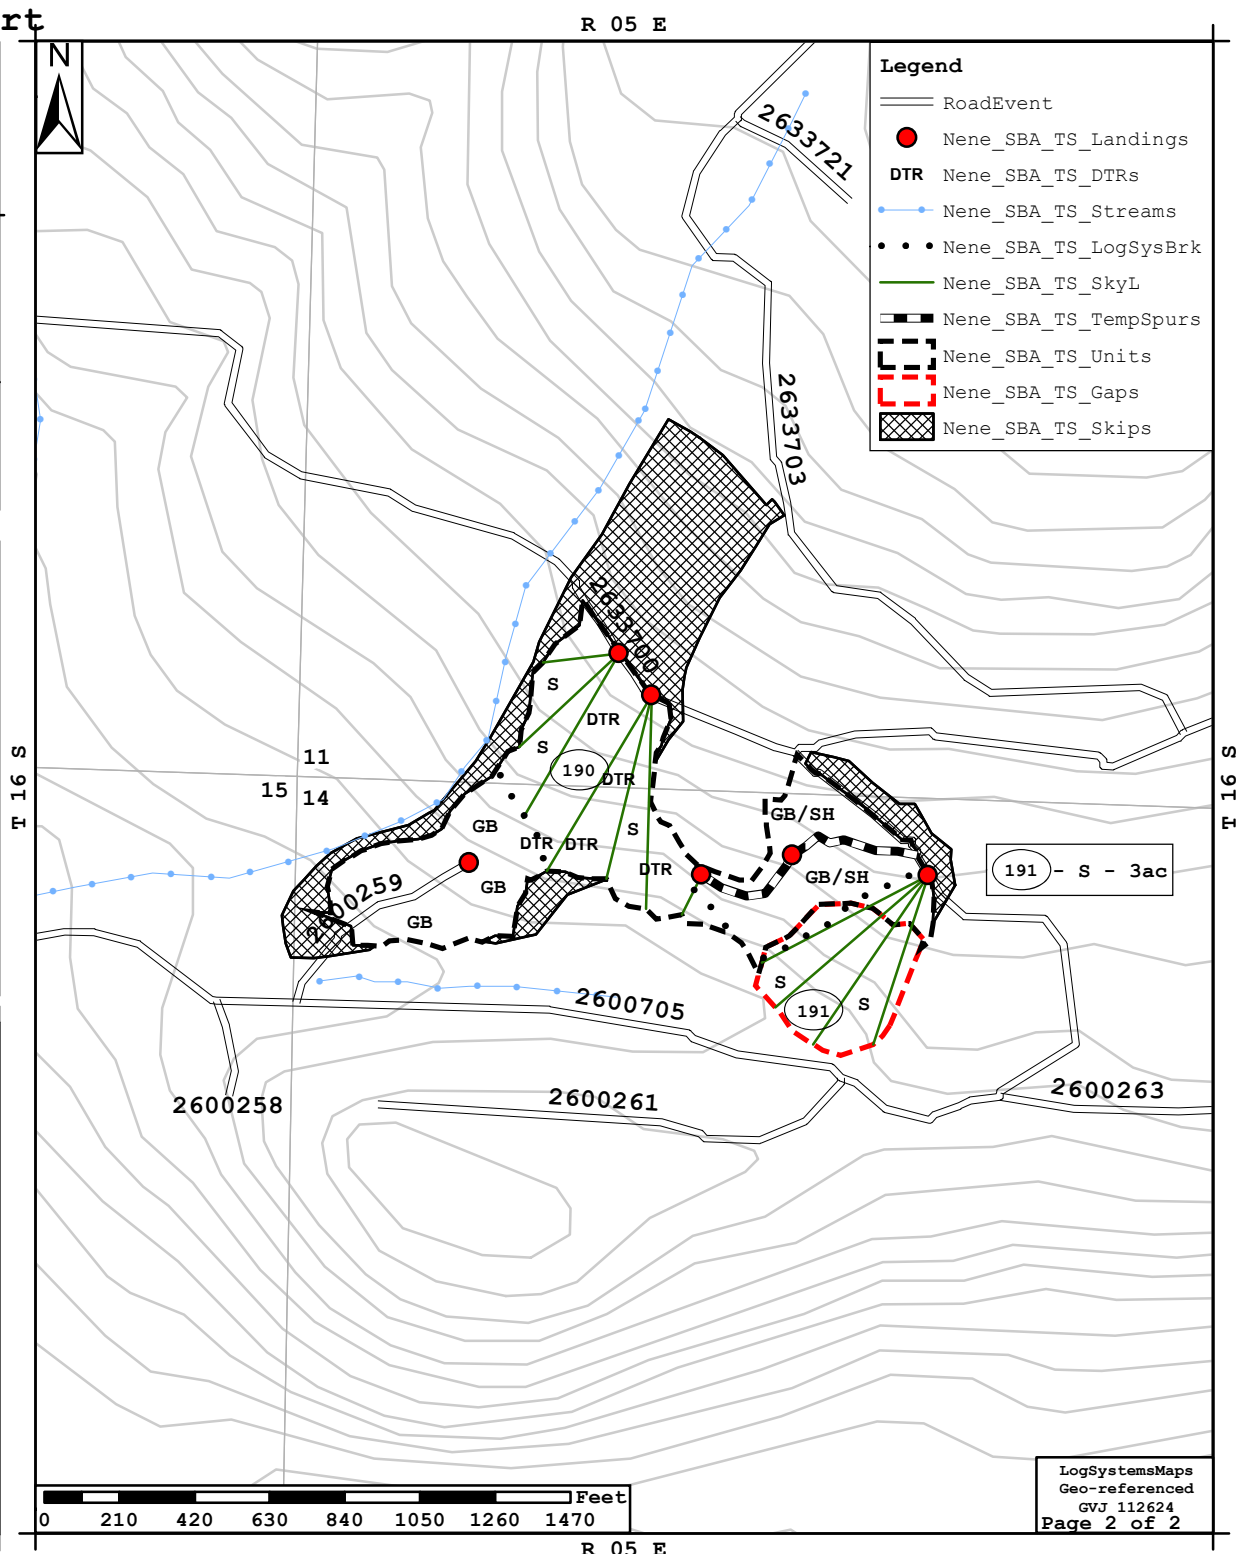 rt
R 05 E
N
Legend
RoadEvent
Nene_SBA_TS_Landings
DTR Nene_SBA_TS_DTRs
Nene_SBA_TS_Streams
Nene_SBA_TS_LogSysBrk
Nene_SBA_TS_SkyL
Nene_SBA_TS_TempSpurs
Nene_SBA_TS_Units
Nene_SBA_TS_Gaps
Nene_SBA_TS_Skips
2633721
2633703
2633700
S
DTR
S
190
DTR
11
15 14
T 16 S
T 16 S
GB/SH
GB
S
DTR DTR
GB
DTR
GB/SH
191 - S - 3ac
2600259
GB
S
191
S
2600705
2600258
2600261
2600263
Feet
0 210 420 630 840 1050 1260 1470
LogSystemsMaps
Geo-referenced
GVJ 112624
Page 2 of 2
R 05 E